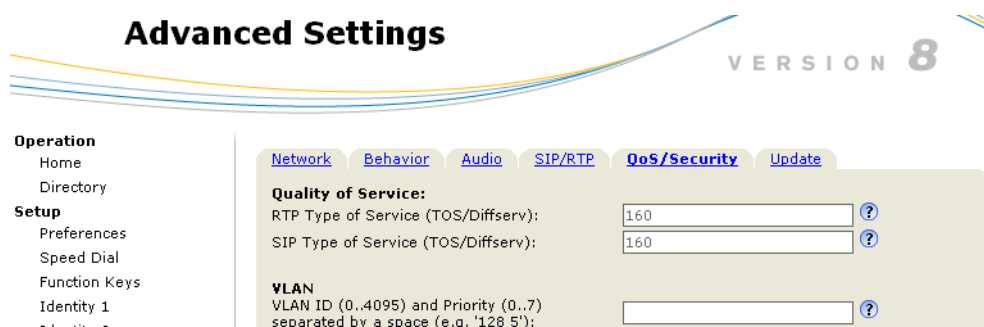 Advanced Settings
VERSION 8
Operation
Home
Directory
Setup
Preferences
Speed Dial
Function Keys
Identity 1
Network Behavior Audio SIP/RTP QoS/Security Update
Quality of Service:
RTP Type of Service (TOS/Diffserv): 160 ?
SIP Type of Service (TOS/Diffserv): 160 ?
VLAN
VLAN ID (0..4095) and Priority (0..7)
separated by a space (e.g. '128 5'): ?